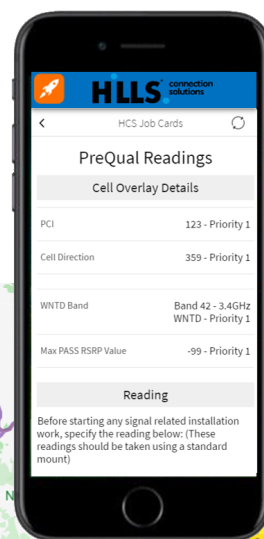 HLLS connection
solutions
HCS Job Cards
PreQual Readings
Cell Overlay Details
PCI 123 - Priority 1
Cell Direction 359 - Priority 1
WNTD Band Band 42 - 3.4GHz
WNTD - Priority 1
Max PASS RSRP Value -99 - Priority 1
Reading
Before starting any signal related installation
work, specify the reading below: (These
readings should be taken using a standard
mount)
N